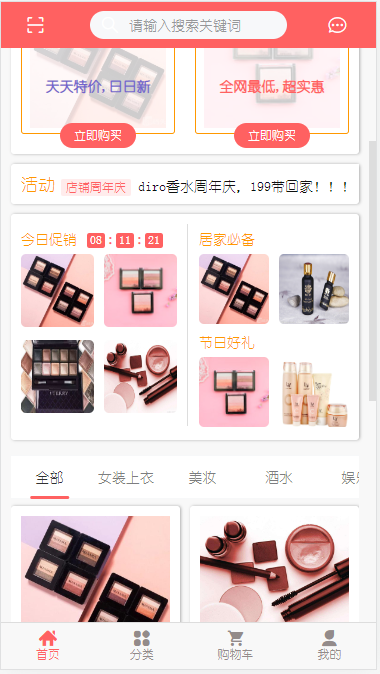 请输入搜索关键词
天天特价, 日日新
全网最低, 超实惠
立即购买
立即购买
活动 店铺周年庆 diro香水周年庆，199带回家！！！
今日促销 08 : 11 : 21
居家必备
节日好礼
全部 女装上衣 美妆 酒水
首页 分类 购物车 我的